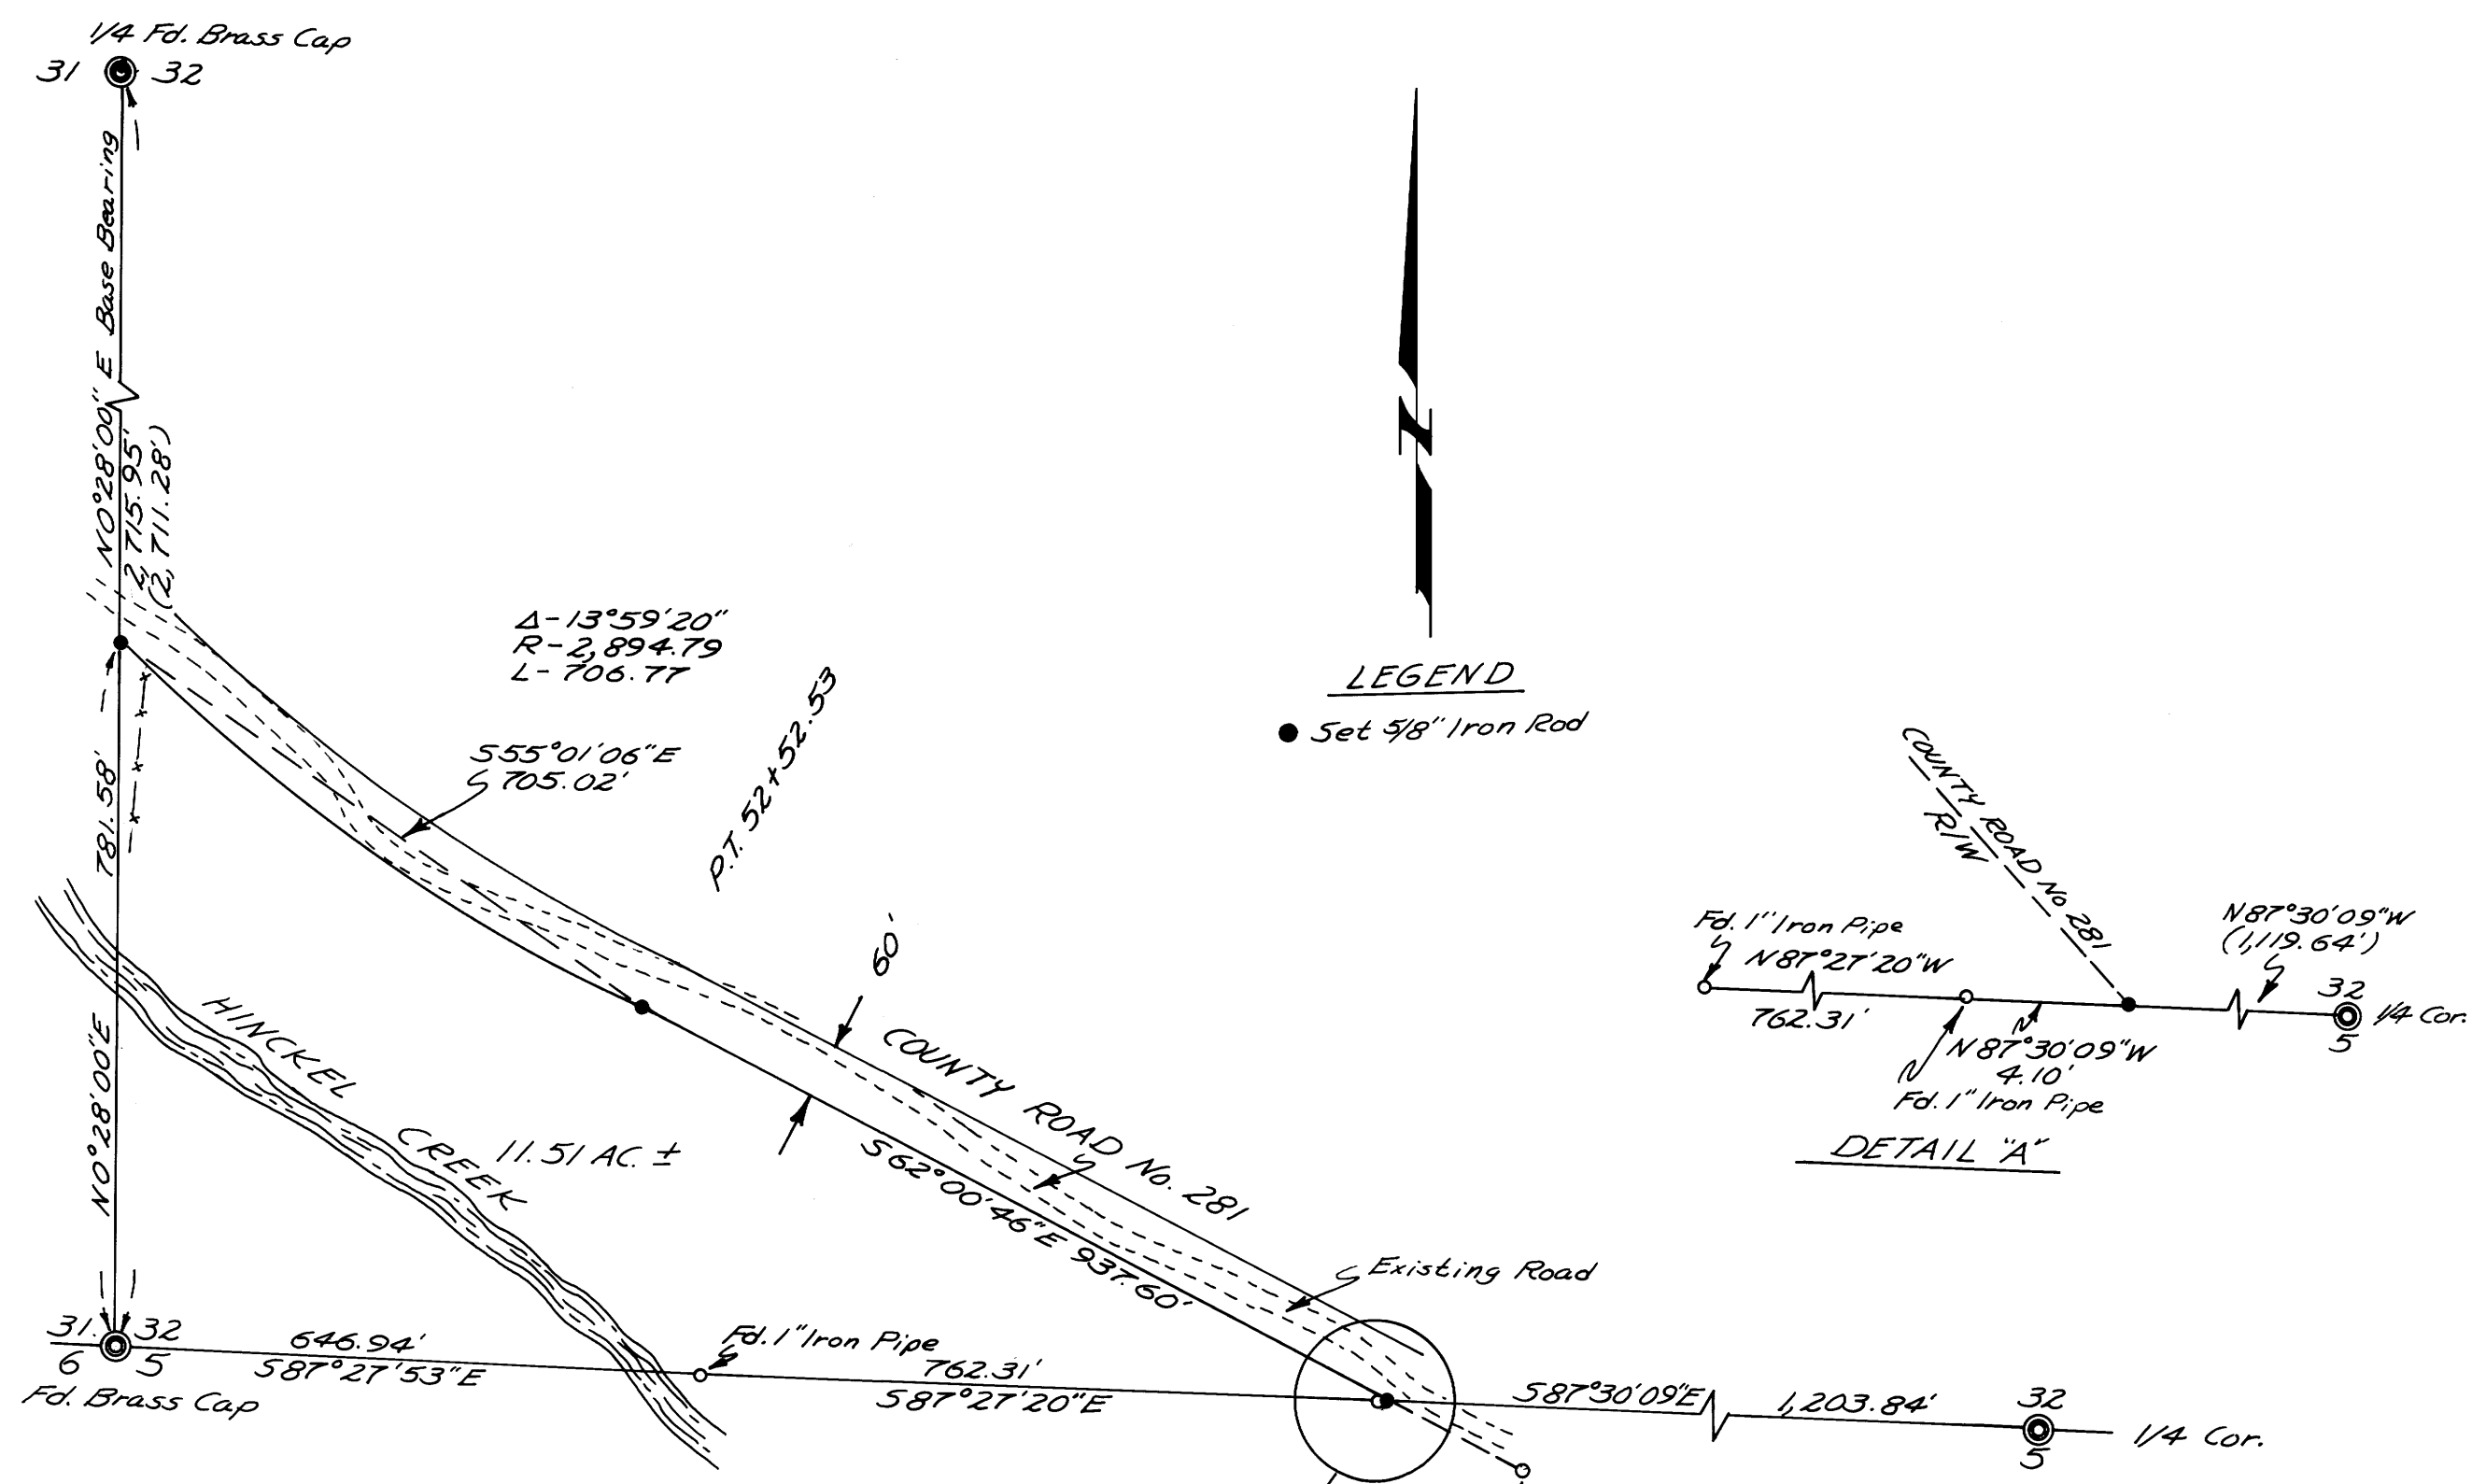 1/4 Fd. Brass Cap
31 32
N0°28'00"E Base Bearing
2,715.95'
(2,711.28')
Δ-13°59'20"
R-2,894.79
L-706.77
S55°01'06"E
705.02'
P.T. 52+52.53
60'
N
LEGEND
Set 5/8" Iron Rod
781.58'
N0°28'00"E
HINCKEL CREEK
11.51 AC. ±
COUNTY ROAD No. 281
S62°00'46"E 937.60'
Existing Road
COUNTY ROAD No 281
R/W
Fd. 1" Iron Pipe
N87°27'20"W
762.31'
N87°30'09"W
(1,119.64')
32
1/4 Cor.
5
N87°30'09"W
4.10'
Fd. 1" Iron Pipe
DETAIL "A"
31 32
6 5
Fd. Brass Cap
646.94'
S87°27'53"E
Fd. 1" Iron Pipe
762.31'
S87°27'20"E
S87°30'09"E
1,203.84'
32
5
1/4 Cor.